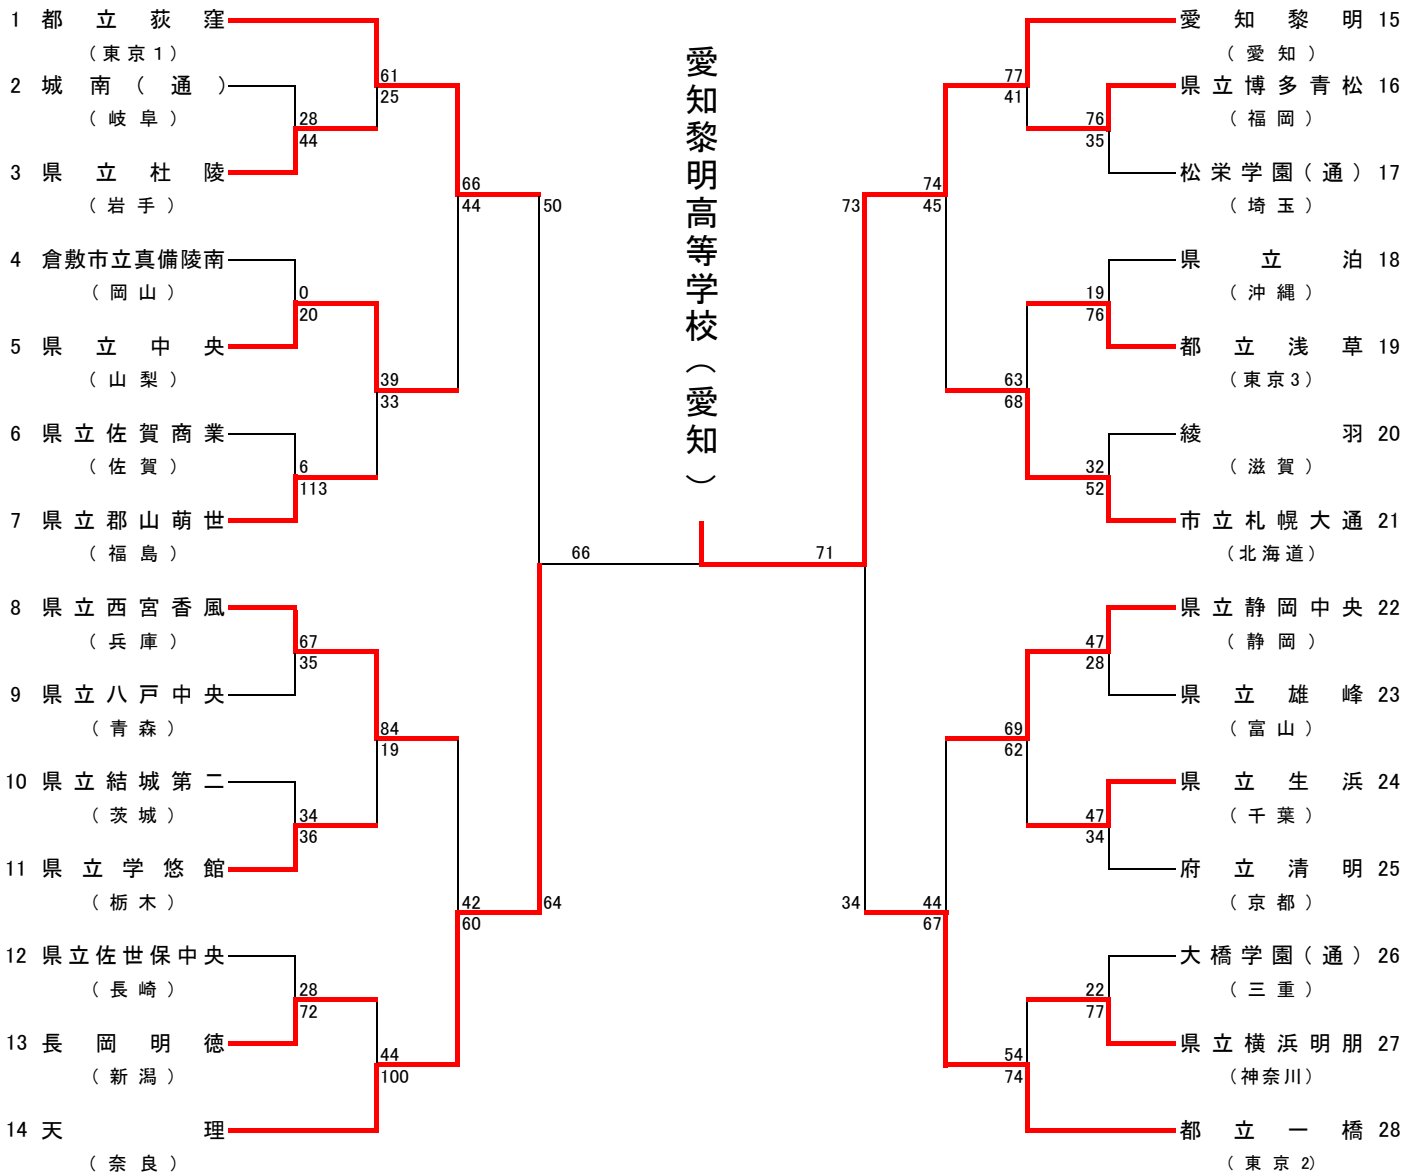 1 都立荻窪
（東京1）
2 城南（通）
（岐阜）
3 県立杜陵
（岩手）
4 倉敷市立真備陵南
（岡山）
5 県立中央
（山梨）
6 県立佐賀商業
（佐賀）
7 県立郡山萌世
（福島）
8 県立西宮香風
（兵庫）
9 県立八戸中央
（青森）
10 県立結城第二
（茨城）
11 県立学悠館
（栃木）
12 県立佐世保中央
（長崎）
13 長岡明徳
（新潟）
14 天理
（奈良）
61
25
28
44
66
44
50
0
20
39
33
6
113
67
35
84
19
34
36
42
60
64
28
72
44
100
66
愛知黎明高等学校（愛知）
71
77
41
76
35
74
45
73
19
76
63
68
32
52
47
28
69
62
47
34
34
44
67
22
77
54
74
愛知黎明 15
（愛知）
県立博多青松 16
（福岡）
松栄学園（通） 17
（埼玉）
県立泊 18
（沖縄）
都立浅草 19
（東京3）
綾羽 20
（滋賀）
市立札幌大通 21
（北海道）
県立静岡中央 22
（静岡）
県立雄峰 23
（富山）
県立生浜 24
（千葉）
府立清明 25
（京都）
大橋学園（通） 26
（三重）
県立横浜明朋 27
（神奈川）
都立一橋 28
（東京2）